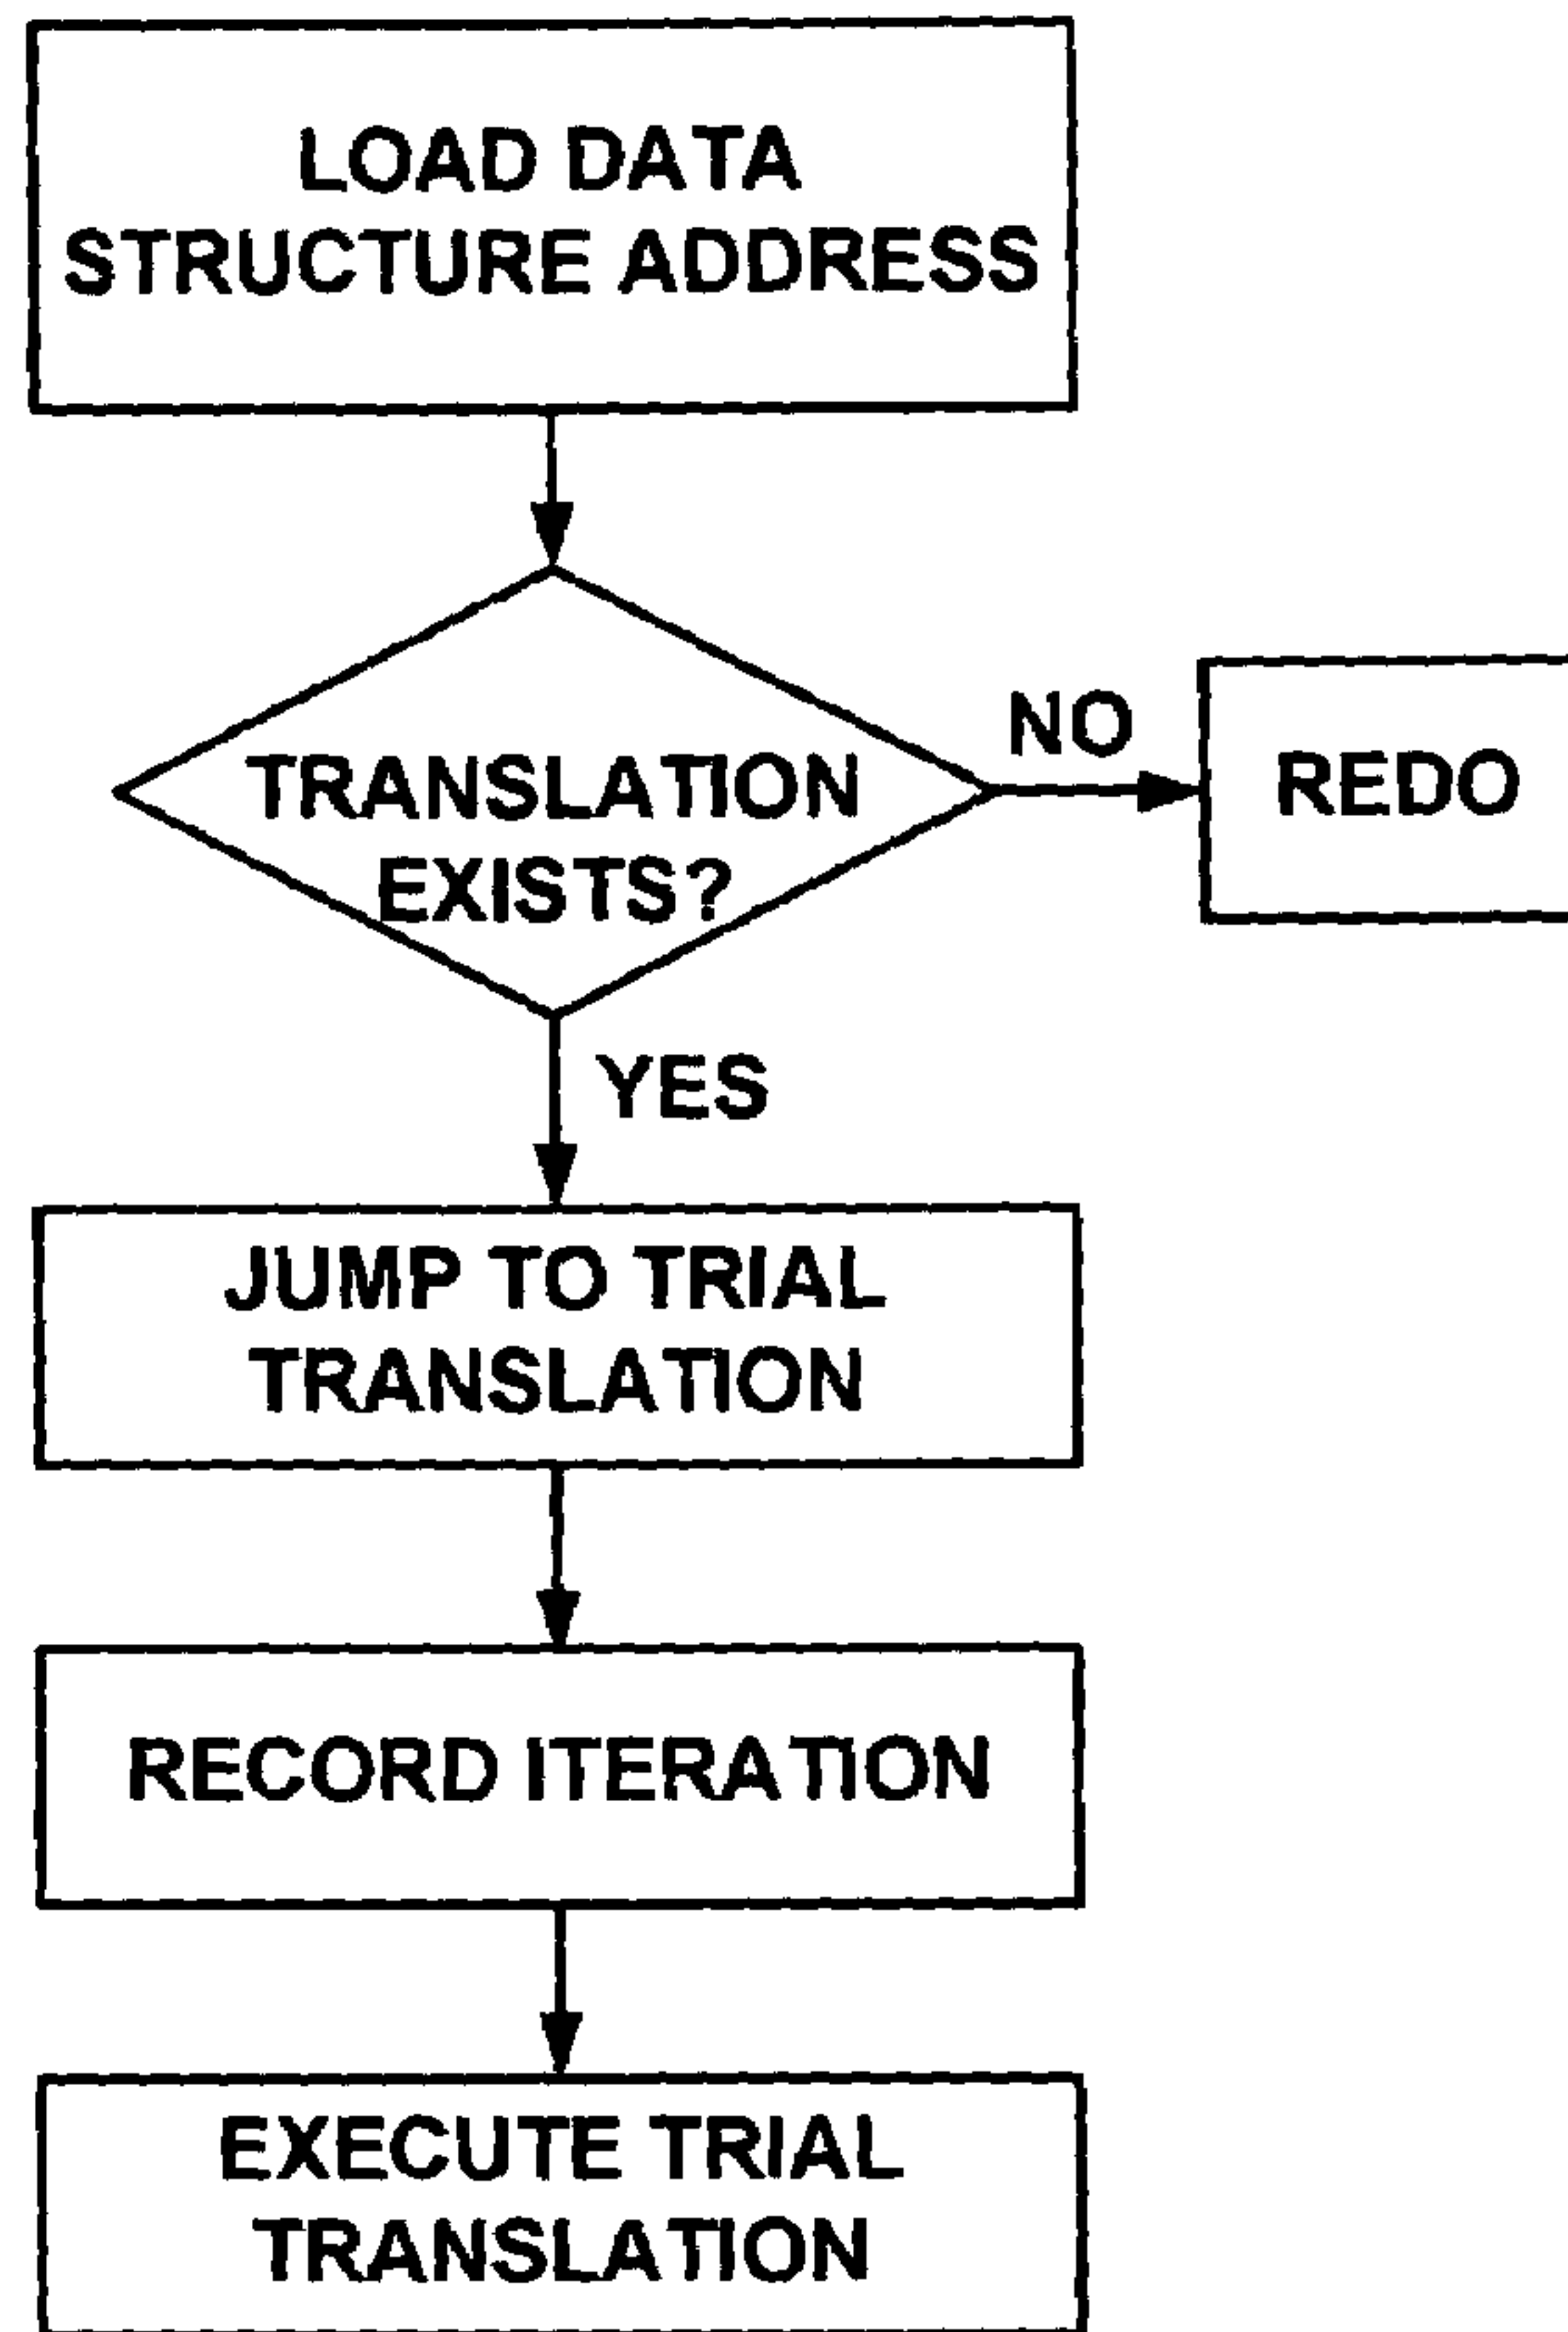 LOAD DATA
STRUCTURE ADDRESS
TRANSLATION
EXISTS?
NO
REDO
YES
JUMP TO TRIAL
TRANSLATION
RECORD ITERATION
EXECUTE TRIAL
TRANSLATION